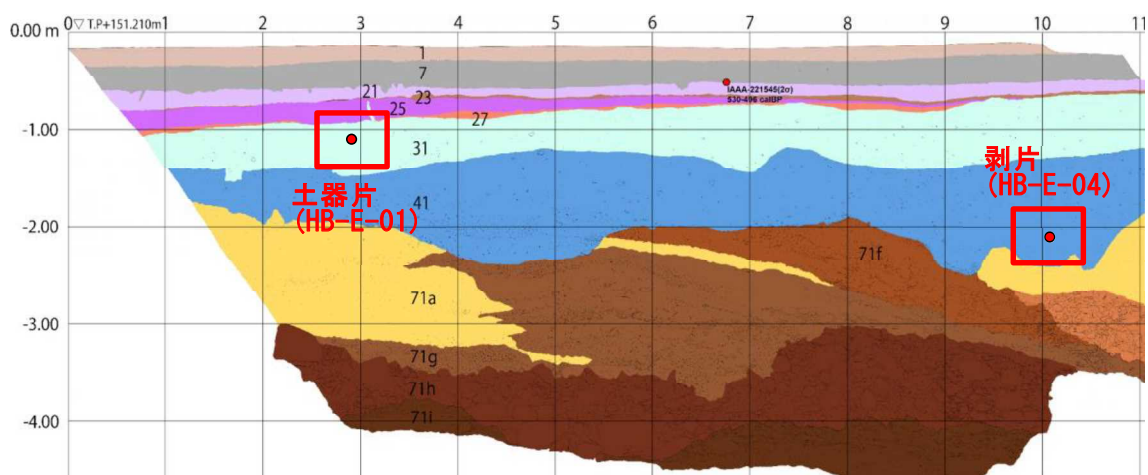 0 1 2 3 4 5 6 7 8 9 10 11
▽ T.P+151.210m
0.00 m
1
7
IAAA-221545(2σ)
530-496 calBP
21
23
25
27
-1.00
31
土器片
(HB-E-01)
剥片
(HB-E-04)
41
-2.00
71f
71a
-3.00
71g
71h
71i
-4.00